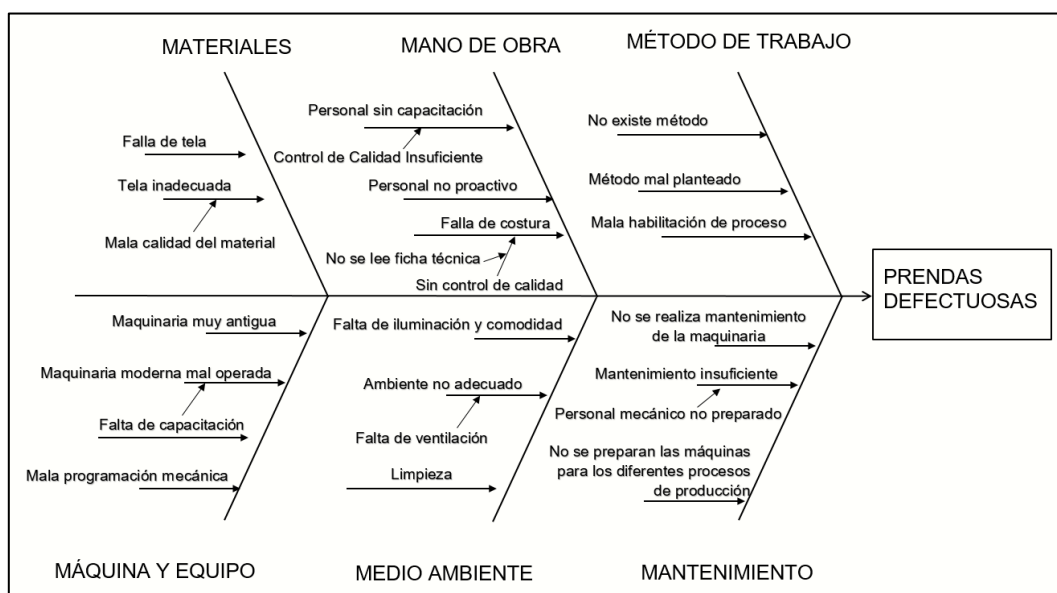 MATERIALES
MANO DE OBRA
MÉTODO DE TRABAJO
Falla de tela
Tela inadecuada
Mala calidad del material
Personal sin capacitación
Control de Calidad Insuficiente
Personal no proactivo
Falla de costura
No se lee ficha técnica
Sin control de calidad
No existe método
Método mal planteado
Mala habilitación de proceso
PRENDAS
DEFECTUOSAS
Maquinaria muy antigua
Maquinaria moderna mal operada
Falta de capacitación
Mala programación mecánica
Falta de iluminación y comodidad
Ambiente no adecuado
Falta de ventilación
Limpieza
No se realiza mantenimiento
de la maquinaria
Mantenimiento insuficiente
Personal mecánico no preparado
No se preparan las máquinas
para los diferentes procesos
de producción
MÁQUINA Y EQUIPO
MEDIO AMBIENTE
MANTENIMIENTO